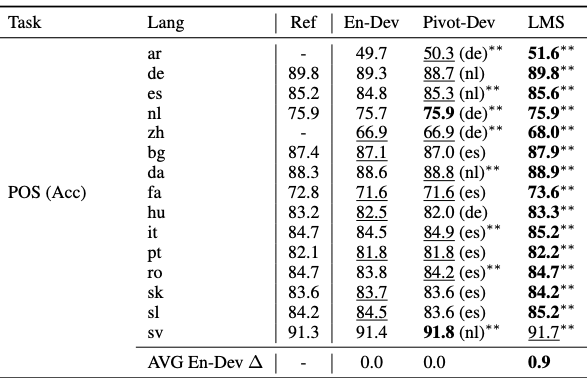 Task Lang Ref En-Dev Pivot-Dev LMS
ar - 49.7 50.3 (de)** 51.6**
de 89.8 89.3 88.7 (nl) 89.8**
es 85.2 84.8 85.3 (nl)** 85.6**
nl 75.9 75.7 75.9 (de)** 75.9**
zh - 66.9 66.9 (de)** 68.0**
bg 87.4 87.1 87.0 (es) 87.9**
da 88.3 88.6 88.8 (nl)** 88.9**
POS (Acc) fa 72.8 71.6 71.6 (es) 73.6**
hu 83.2 82.5 82.0 (de) 83.3**
it 84.7 84.5 84.9 (es)** 85.2**
pt 82.1 81.8 81.8 (es) 82.2**
ro 84.7 83.8 84.2 (es)** 84.7**
sk 83.6 83.7 83.6 (es) 84.2**
sl 84.2 84.5 83.6 (es) 85.2**
sv 91.3 91.4 91.8 (nl)** 91.7**
AVG En-Dev Δ - 0.0 0.0 0.9